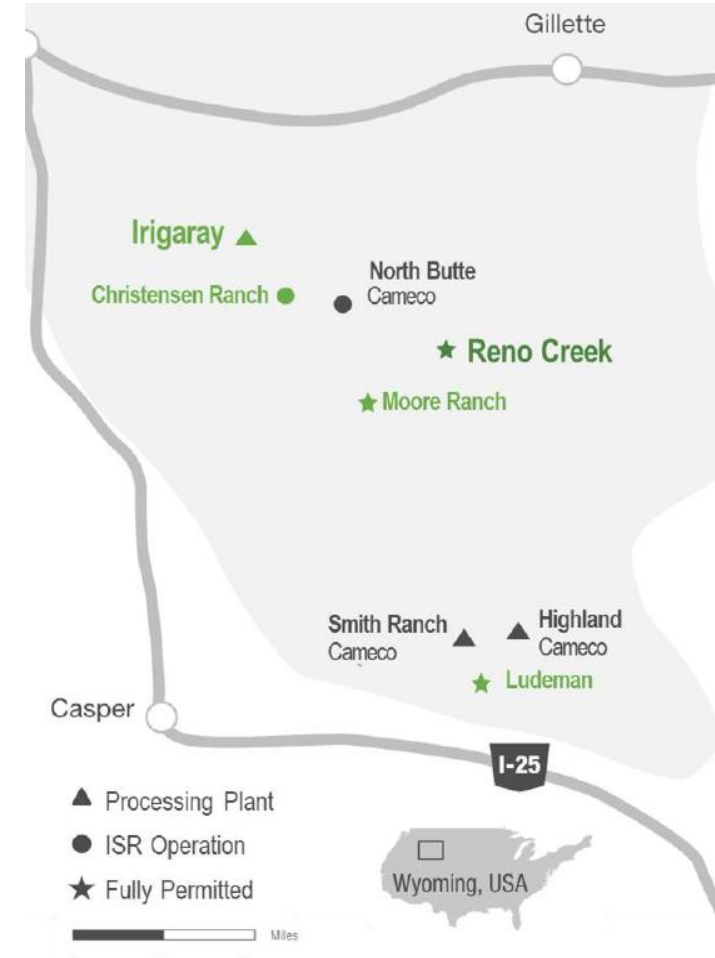 Gillette
Irigaray
North Butte
Cameco
Christensen Ranch
Reno Creek
Moore Ranch
Smith Ranch
Cameco
Highland
Cameco
Ludeman
Casper
I-25
Processing Plant
ISR Operation
Fully Permitted
Wyoming, USA
Miles